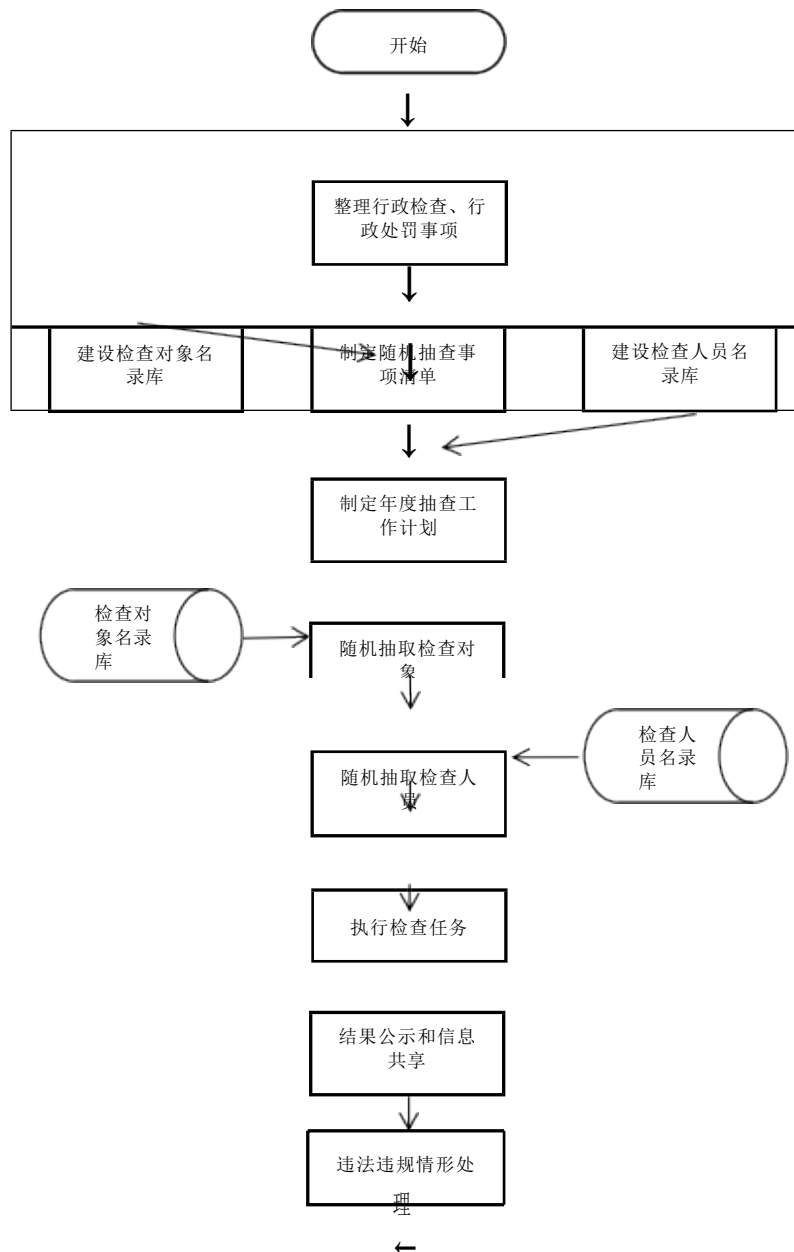 开始
整理行政检查、行
政处罚事项
建设检查对象名
录库
制定随机抽查事
项清单
建设检查人员名
录库
制定年度抽查工
作计划
检查对
象名录
库
随机抽取检查对
象
检查人
员名录
库
随机抽取检查人
员
执行检查任务
结果公示和信息
共享
违法违规情形处
理